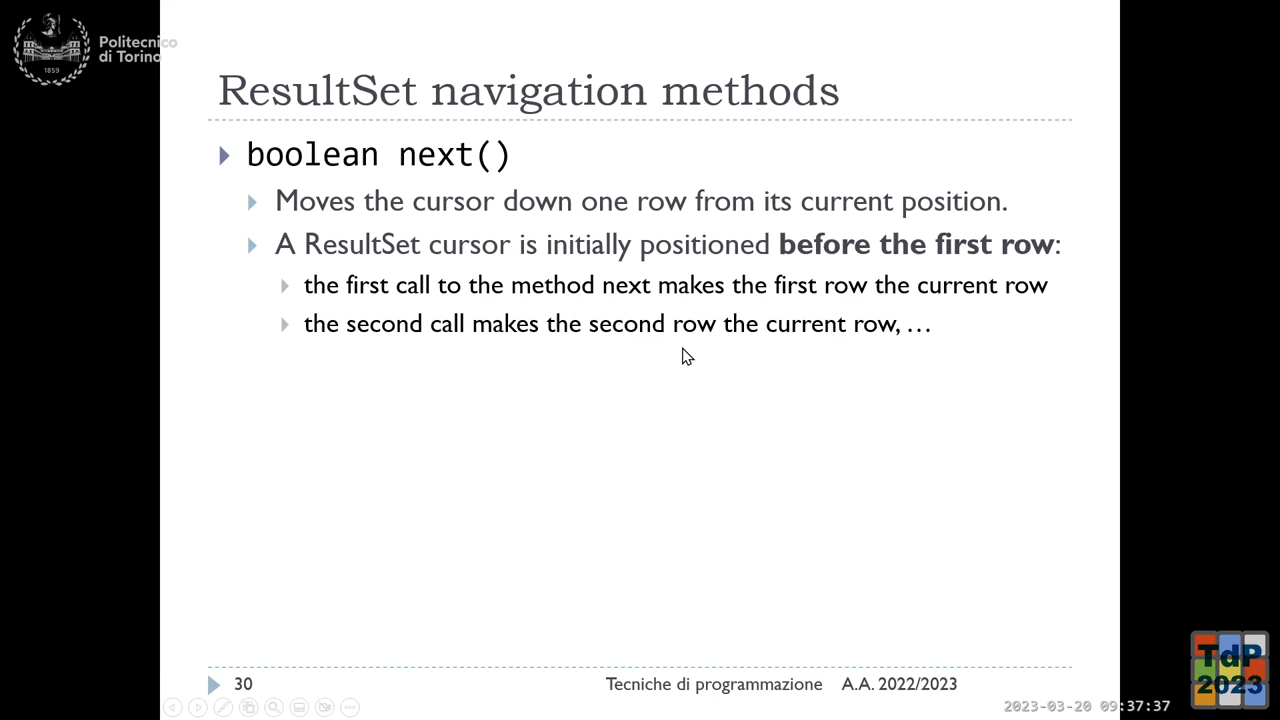 Politecnico
di Torino
1859
ResultSet navigation methods
boolean next()
Moves the cursor down one row from its current position.
A ResultSet cursor is initially positioned before the first row:
the first call to the method next makes the first row the current row
the second call makes the second row the current row, …
30
Tecniche di programmazione A.A. 2022/2023
TdP
2023
2023-03-20 09:37:37